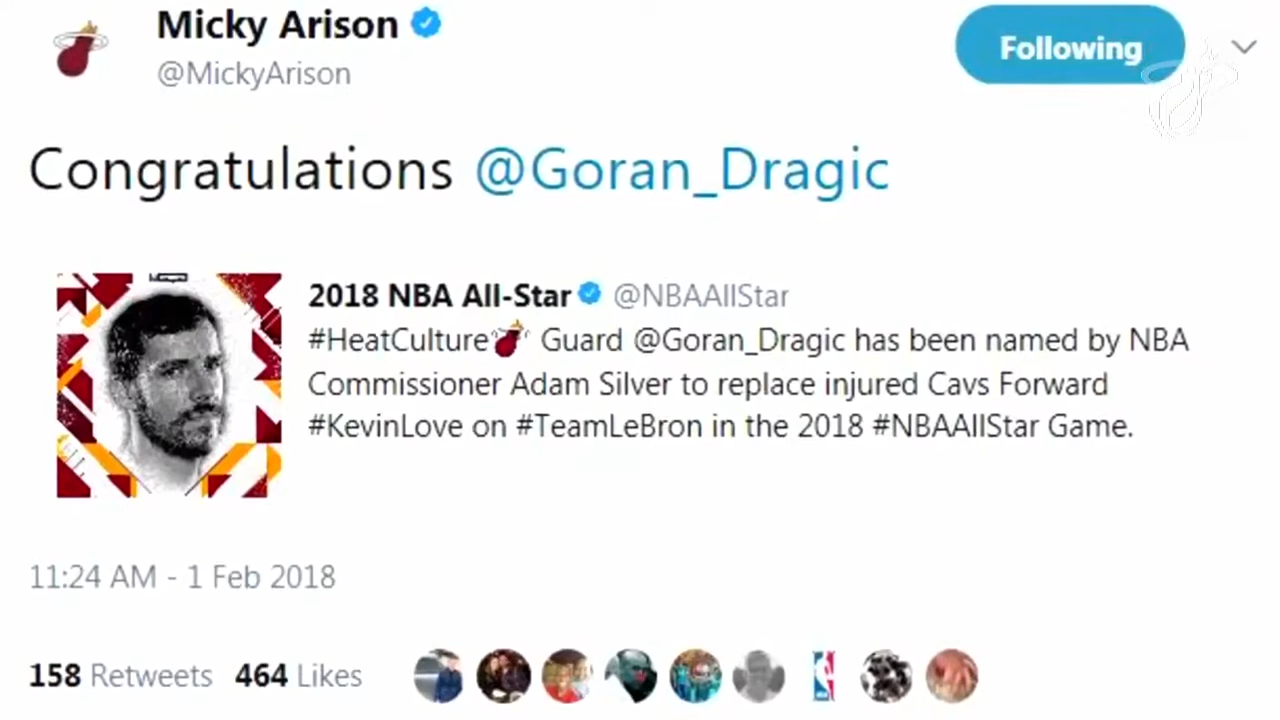 Micky Arison
@MickyArison
Following
Congratulations @Goran_Dragic
2018 NBA All-Star @NBAAllStar
#HeatCulture Guard @Goran_Dragic has been named by NBA
Commissioner Adam Silver to replace injured Cavs Forward
#KevinLove on #TeamLeBron in the 2018 #NBAAllStar Game.
11:24 AM - 1 Feb 2018
158 Retweets 464 Likes